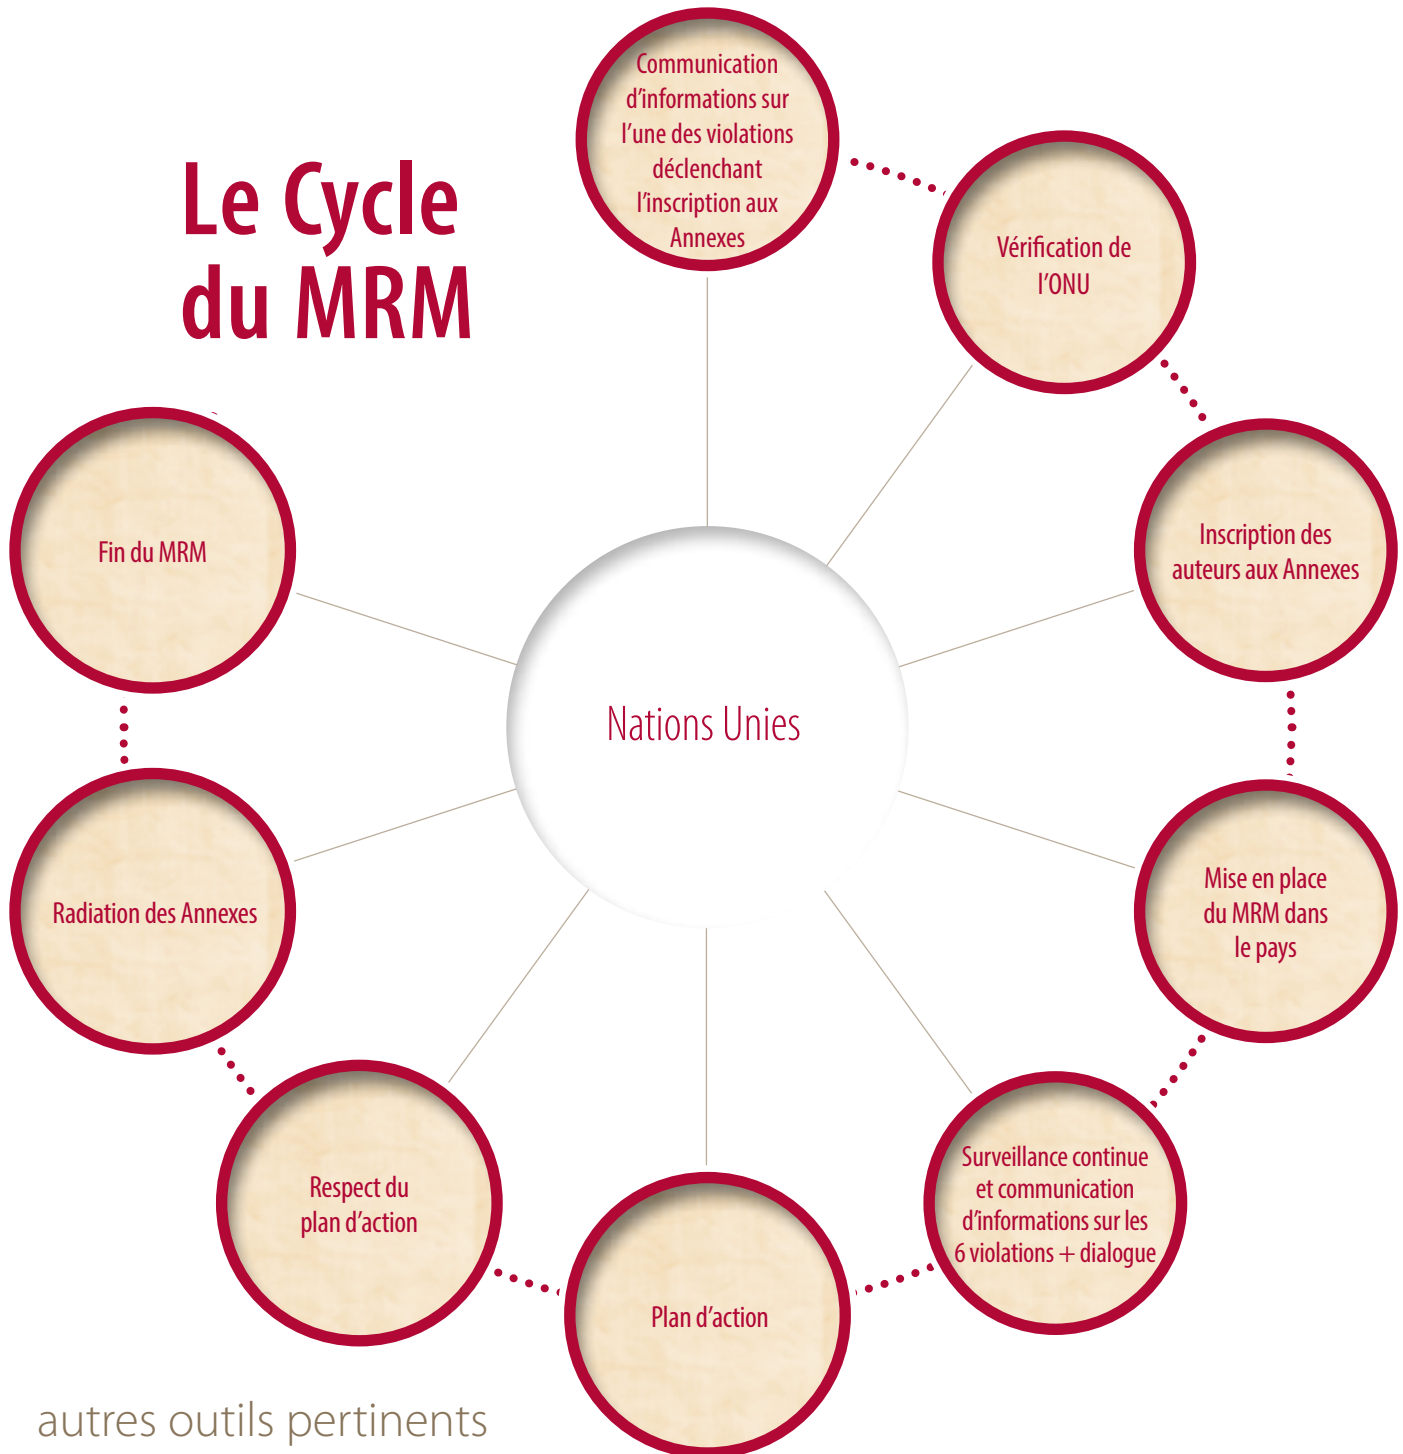 Le Cycle
du MRM
Communication
d'informations sur
l'une des violations
déclenchant
l'inscription aux
Annexes
Vérification de
l'ONU
Inscription des
auteurs aux Annexes
Mise en place
du MRM dans
le pays
Surveillance continue
et communication
d'informations sur les
6 violations + dialogue
Plan d'action
Respect du
plan d'action
Radiation des Annexes
Fin du MRM
Nations Unies
autres outils pertinents